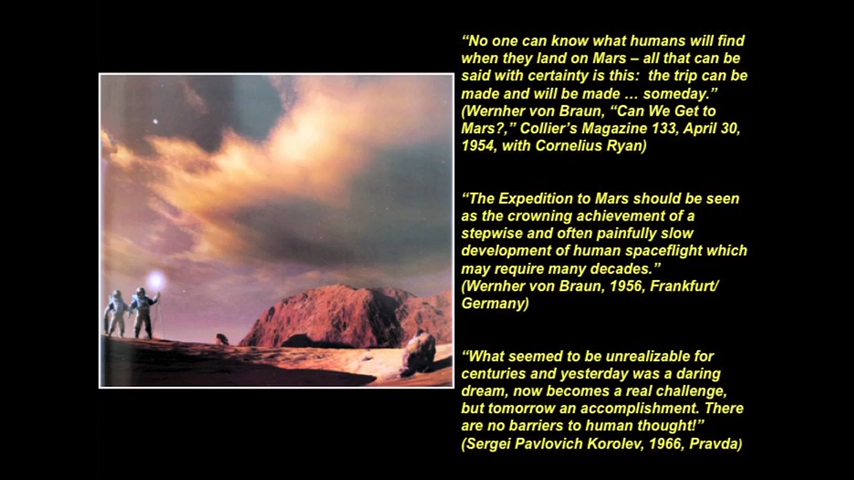 “No one can know what humans will find
when they land on Mars – all that can be
said with certainty is this:  the trip can be
made and will be made … someday.”
(Wernher von Braun, “Can We Get to
Mars?,” Collier’s Magazine 133, April 30,
1954, with Cornelius Ryan)
“The Expedition to Mars should be seen
as the crowning achievement of a
stepwise and often painfully slow
development of human spaceflight which
may require many decades.”
(Wernher von Braun, 1956, Frankfurt/
Germany)
“What seemed to be unrealizable for
centuries and yesterday was a daring
dream, now becomes a real challenge,
but tomorrow an accomplishment. There
are no barriers to human thought!”
(Sergei Pavlovich Korolev, 1966, Pravda)